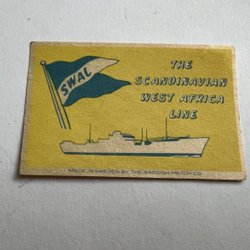 SWAL
THE
SCANDINAVIAN
WEST AFRICA
LINE
MADE IN SWEDEN BY THE SWEDISH MATCH CO